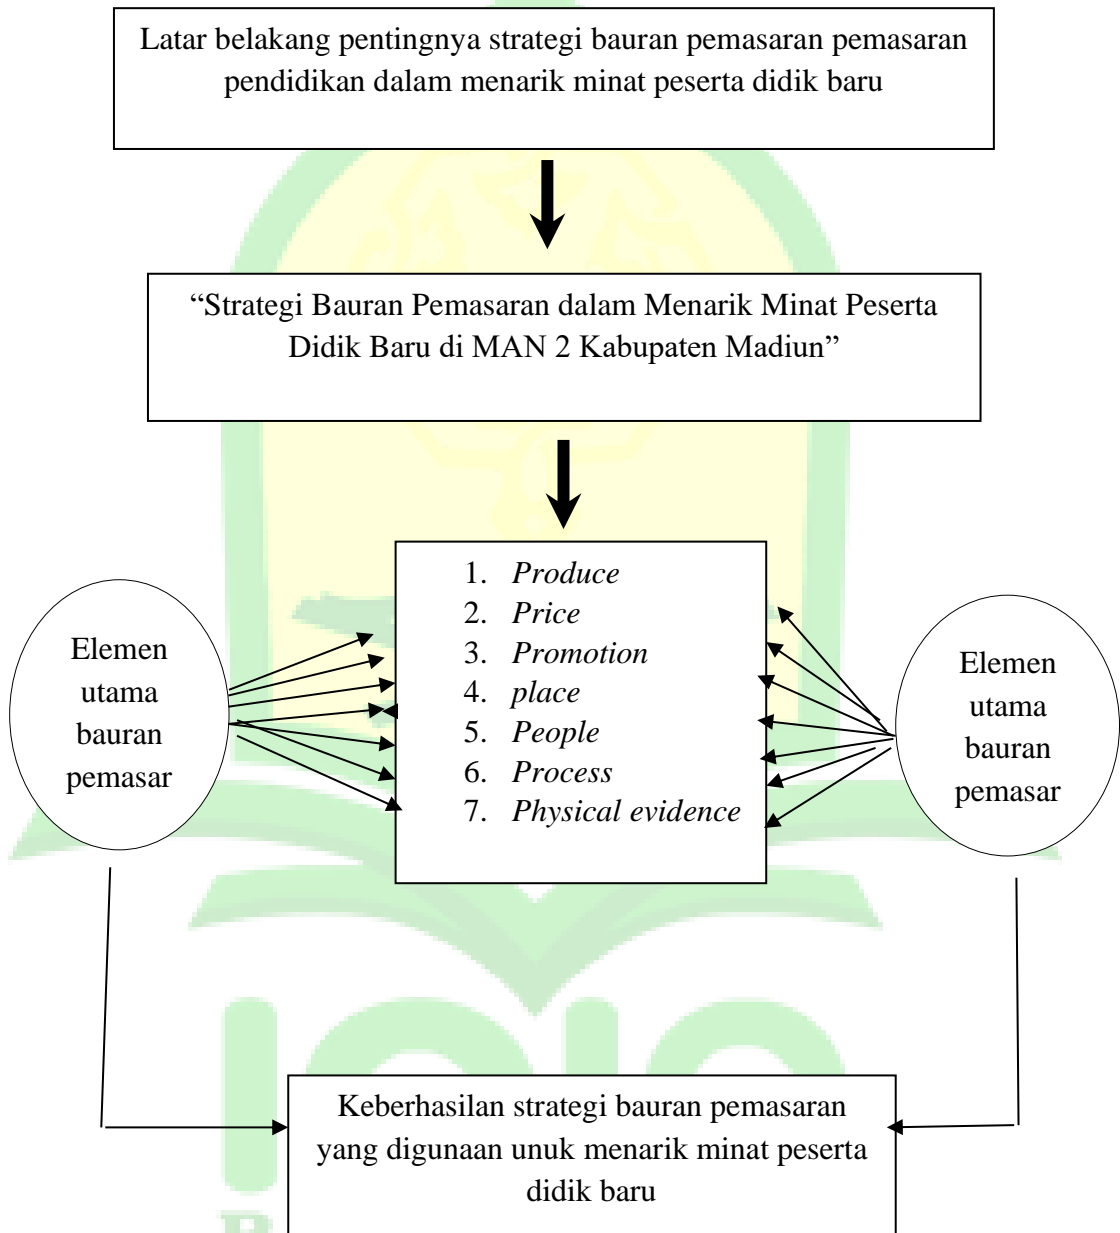 Latar belakang pentingnya strategi bauran pemasaran pemasaran
pendidikan dalam menarik minat peserta didik baru
“Strategi Bauran Pemasaran dalam Menarik Minat Peserta
Didik Baru di MAN 2 Kabupaten Madiun”
1. Produce
2. Price
3. Promotion
4. place
5. People
6. Process
7. Physical evidence
Elemen
utama
bauran
pemasar
Elemen
utama
bauran
pemasar
Keberhasilan strategi bauran pemasaran
yang digunaan unuk menarik minat peserta
didik baru